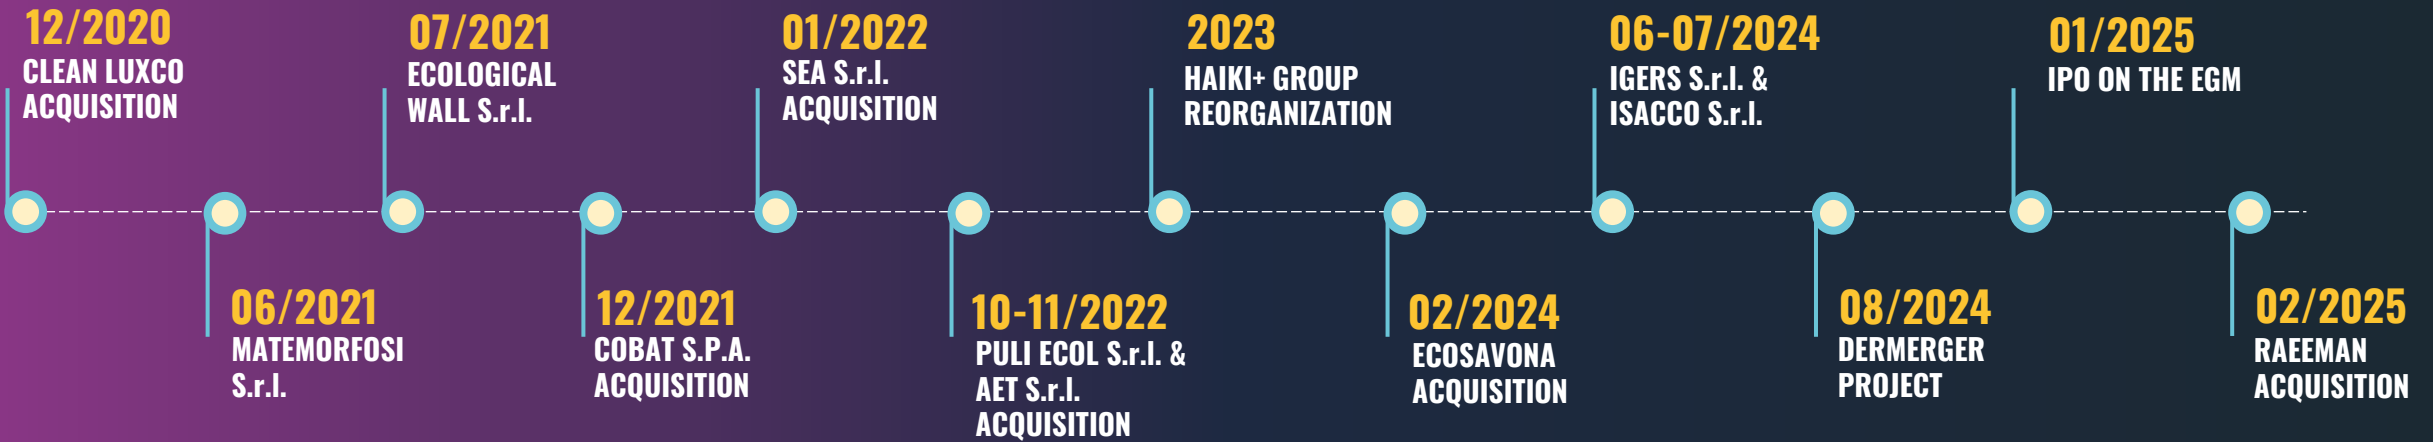 12/2020
CLEAN LUXCO
ACQUISITION
06/2021
MATEMORFOSI
S.r.l.
07/2021
ECOLOGICAL
WALL S.r.l.
12/2021
COBAT S.P.A.
ACQUISITION
01/2022
SEA S.r.l.
ACQUISITION
10-11/2022
PULI ECOL S.r.l. &
AET S.r.l.
ACQUISITION
2023
HAIKI+ GROUP
REORGANIZATION
02/2024
ECOSAVONA
ACQUISITION
06-07/2024
IGERS S.r.l. &
ISACCO S.r.l.
08/2024
DERMERGER
PROJECT
01/2025
IPO ON THE EGM
02/2025
RAEEMAN
ACQUISITION